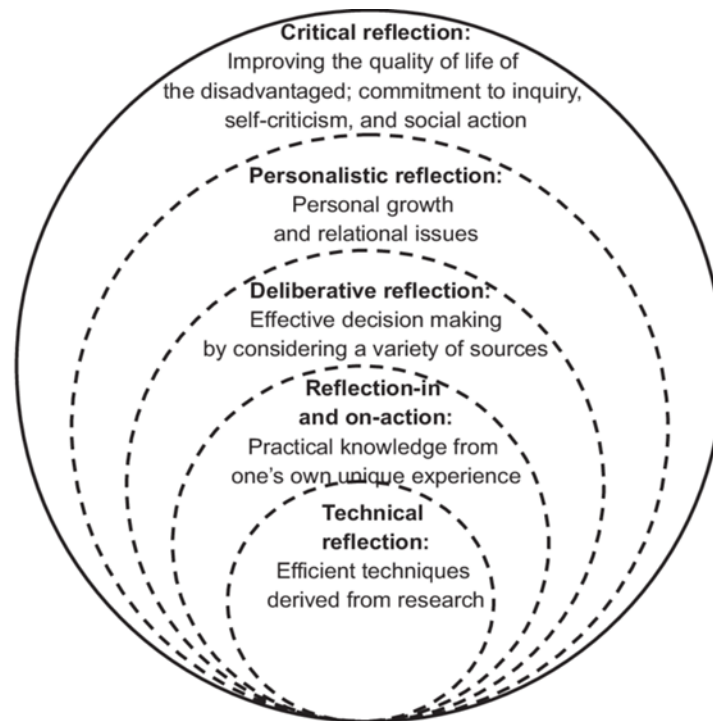 Critical reflection:
Improving the quality of life of
the disadvantaged; commitment to inquiry,
self-criticism, and social action
Personalistic reflection:
Personal growth
and relational issues
Deliberative reflection:
Effective decision making
by considering a variety of sources
Reflection-in
and on-action:
Practical knowledge from
one's own unique experience
Technical
reflection:
Efficient techniques
derived from research